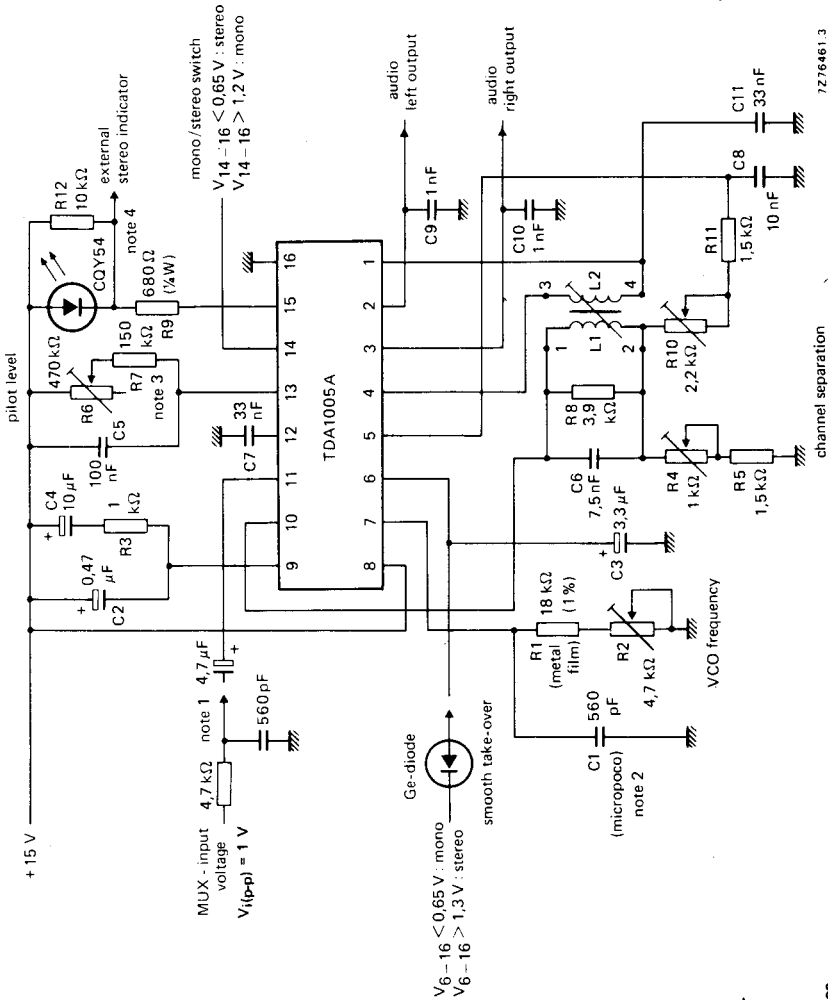 pilot level
+15 V
+
C2
0,47
μF
C4
10 μF
+
R3
1
kΩ
100
nF
C5
R6
470 kΩ
note 3
R7
150
kΩ
CQY54
R9
680 Ω
(¼W)
R12
10 kΩ
external
stereo indicator
note 4
mono/stereo switch
V14-16 < 0,65 V : stereo
V14-16 > 1,2 V : mono
MUX - input
voltage
Vi(p-p) = 1 V
4,7 kΩ
note 1
560 pF
4,7 μF
+
C7
33
nF
9
10
11
12
13
14
15
16
TDA1005A
8
7
6
5
4
3
2
1
audio
left output
C9
1 nF
audio
right output
C10
1 nF
V6-16 < 0,65 V : mono
V6-16 > 1,3 V : stereo
Ge-diode
smooth take-over
C1
560
pF
(micropoco)
note 2
R1
(metal
film)
18 kΩ
(1%)
R2
4,7 kΩ
VCO frequency
+
C3
3,3 μF
C6
7,5 nF
R8
3,9
kΩ
1
L1
2
3
L2
4
R4
1 kΩ
R5
1,5 kΩ
R10
2,2 kΩ
R11
1,5 kΩ
C8
10 nF
C11
33 nF
channel separation
7Z76461.3